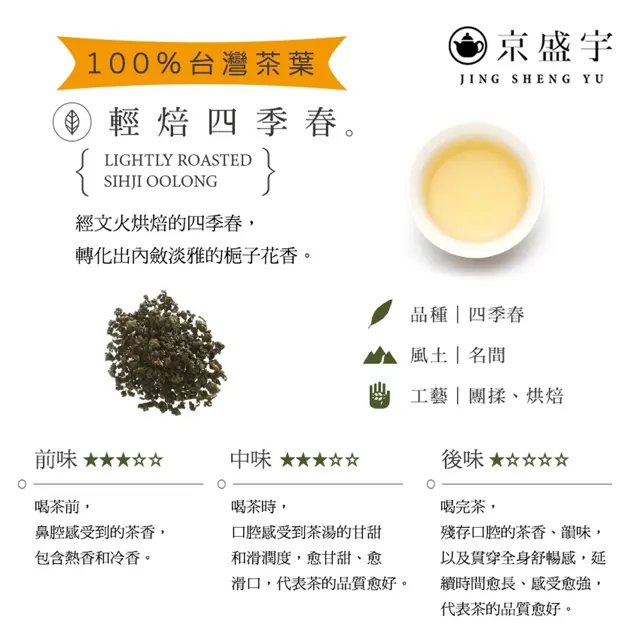 100%台灣茶葉
京盛宇
JING SHENG YU
輕焙四季春。
LIGHTLY ROASTED
SIHJI OOLONG
經文火烘焙的四季春，
轉化出內斂淡雅的梔子花香。
品種｜四季春
風土｜名間
工藝｜團揉、烘焙
前味 ★★★☆☆
喝茶前，
鼻腔感受到的茶香，
包含熱香和冷香。
中味 ★★★☆☆
喝茶時，
口腔感受到茶湯的甘甜
和滑潤度，愈甘甜、愈
滑口，代表茶的品質愈好。
後味 ★☆☆☆☆
喝完茶，
殘存口腔的茶香、韻味，
以及貫穿全身舒暢感，延
續時間愈長、感受愈強，
代表茶的品質愈好。